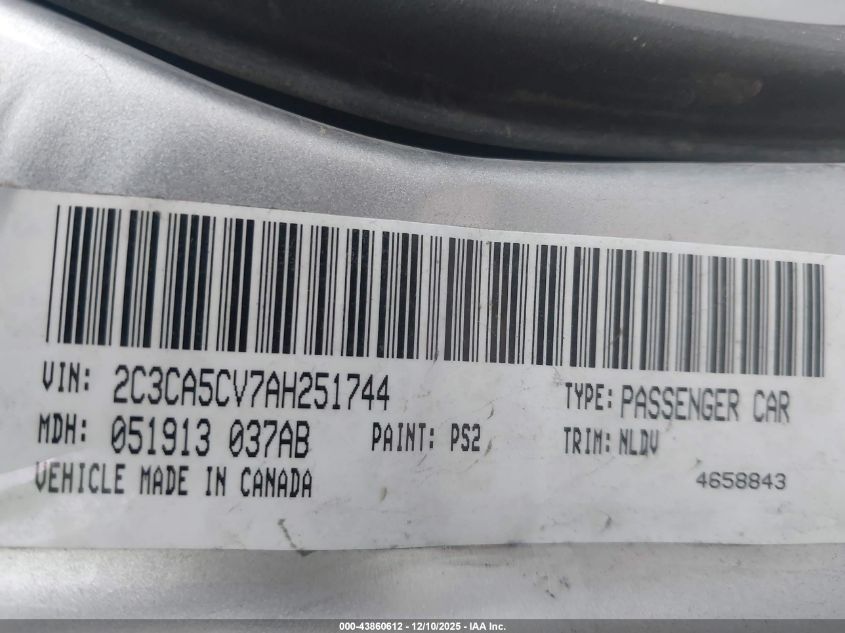 VIN: 2C3CA5CV7AH251744 TYPE: PASSENGER CAR
MDH: 051913 037AB PAINT: PS2 TRIM: NLDV
VEHICLE MADE IN CANADA 4658843
000-43860612 - 12/10/2025 - IAA Inc.